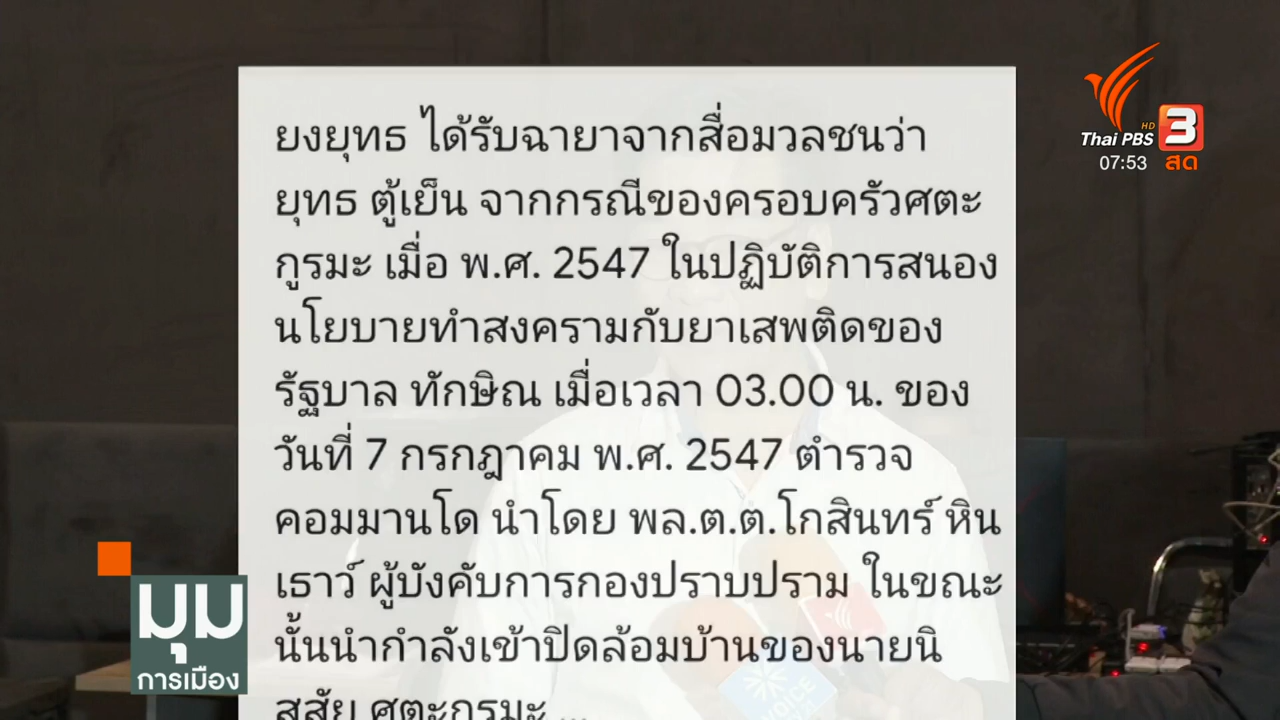 ยงยุทธ ได้รับฉายาจากสื่อมวลชนว่า
ยุทธ ตู้เย็น จากกรณีของครอบครัวศตะ
กูรมะ เมื่อ พ.ศ. 2547 ในปฏิบัติการสนอง
นโยบายทำสงครามกับยาเสพติดของ
รัฐบาล ทักษิณ เมื่อเวลา 03.00 น. ของ
วันที่ 7 กรกฎาคม พ.ศ. 2547 ตำรวจ
คอมมานโด นำโดย พล.ต.ต.โกสินทร์ หิน
เธาว์ ผู้บังคับการกองปราบปราม ในขณะ
นั้นนำกำลังเข้าปิดล้อมบ้านของนายนิ
สสัย ศตะกูรมะ ...
HD
Thai PBS 3
07:53 สด
มุม
การเมือง
VOICE